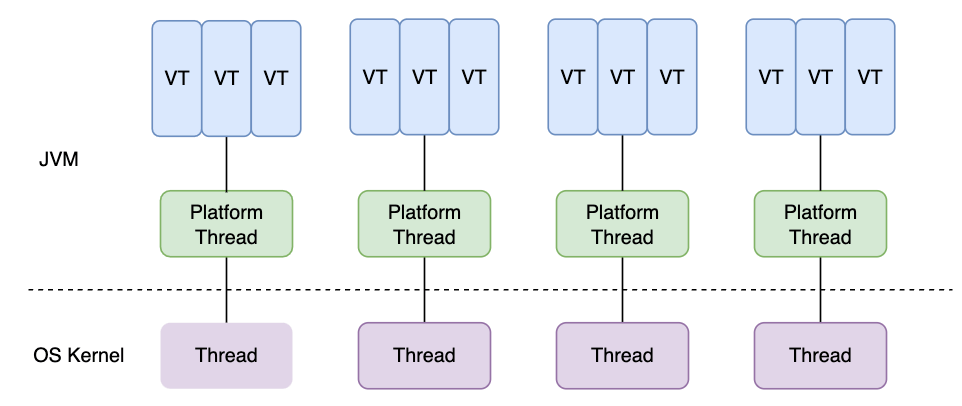 VT VT VT VT VT VT VT VT VT VT VT VT
JVM
Platform Platform Platform Platform
Thread Thread Thread Thread
OS Kernel Thread Thread Thread Thread